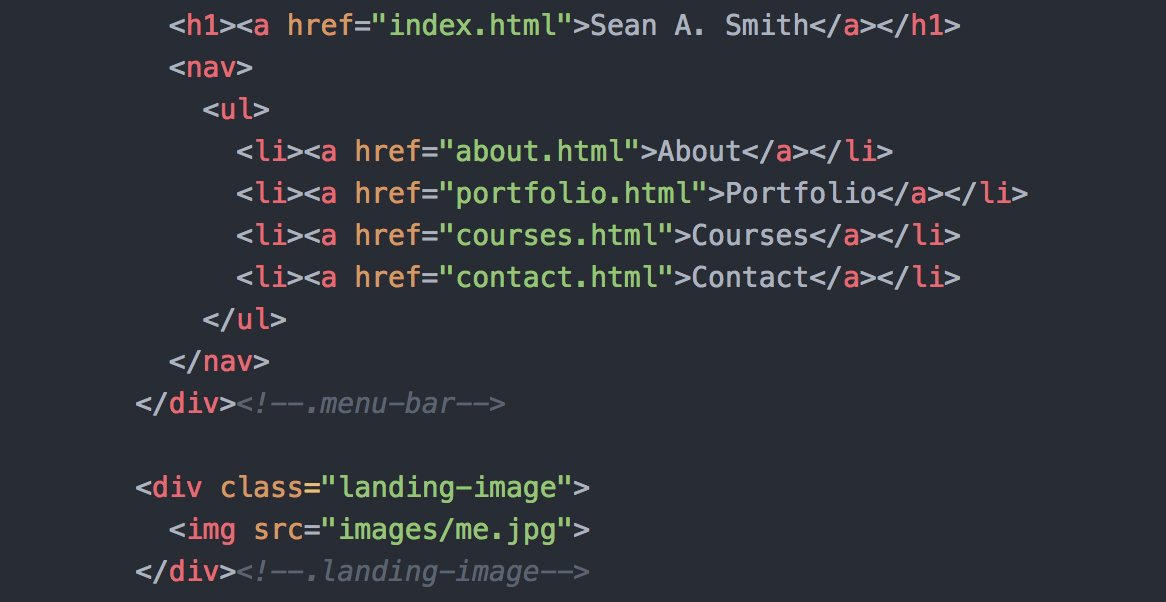 <h1><a href="index.html">Sean A. Smith</a></h1>
<nav>
<ul>
<li><a href="about.html">About</a></li>
<li><a href="portfolio.html">Portfolio</a></li>
<li><a href="courses.html">Courses</a></li>
<li><a href="contact.html">Contact</a></li>
</ul>
</nav>
</div><!--.menu-bar-->
<div class="landing-image">
<img src="images/me.jpg">
</div><!--.landing-image-->